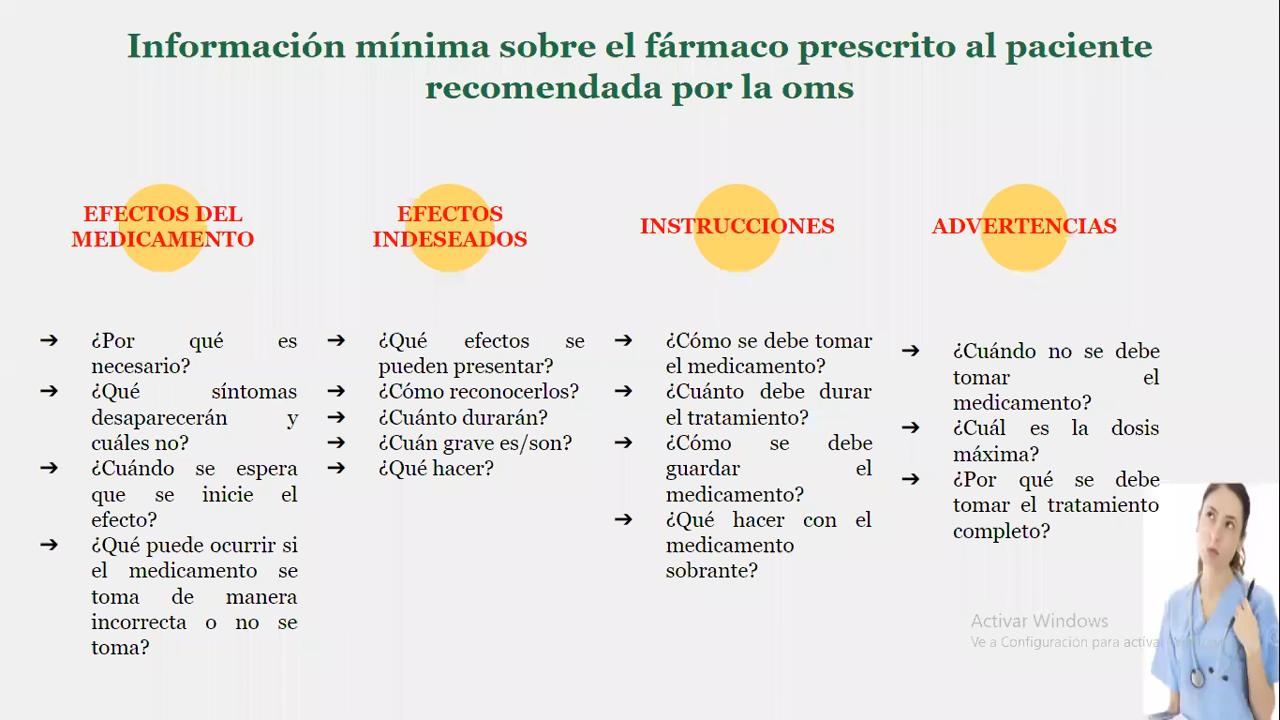 Información mínima sobre el fármaco prescrito al paciente
recomendada por la oms
EFECTOS DEL
MEDICAMENTO
➔ ¿Por qué es
necesario?
➔ ¿Qué síntomas
desaparecerán y
cuáles no?
➔ ¿Cuándo se espera
que se inicie el
efecto?
➔ ¿Qué puede ocurrir si
el medicamento se
toma de manera
incorrecta o no se
toma?
EFECTOS
INDESEADOS
➔ ¿Qué efectos se
pueden presentar?
➔ ¿Cómo reconocerlos?
➔ ¿Cuánto durarán?
➔ ¿Cuán grave es/son?
➔ ¿Qué hacer?
INSTRUCCIONES
➔ ¿Cómo se debe tomar
el medicamento?
➔ ¿Cuánto debe durar
el tratamiento?
➔ ¿Cómo se debe
guardar el
medicamento?
➔ ¿Qué hacer con el
medicamento
sobrante?
ADVERTENCIAS
➔ ¿Cuándo no se debe
tomar el
medicamento?
➔ ¿Cuál es la dosis
máxima?
➔ ¿Por qué se debe
tomar el tratamiento
completo?
Activar Windows
Ve a Configuración para activar